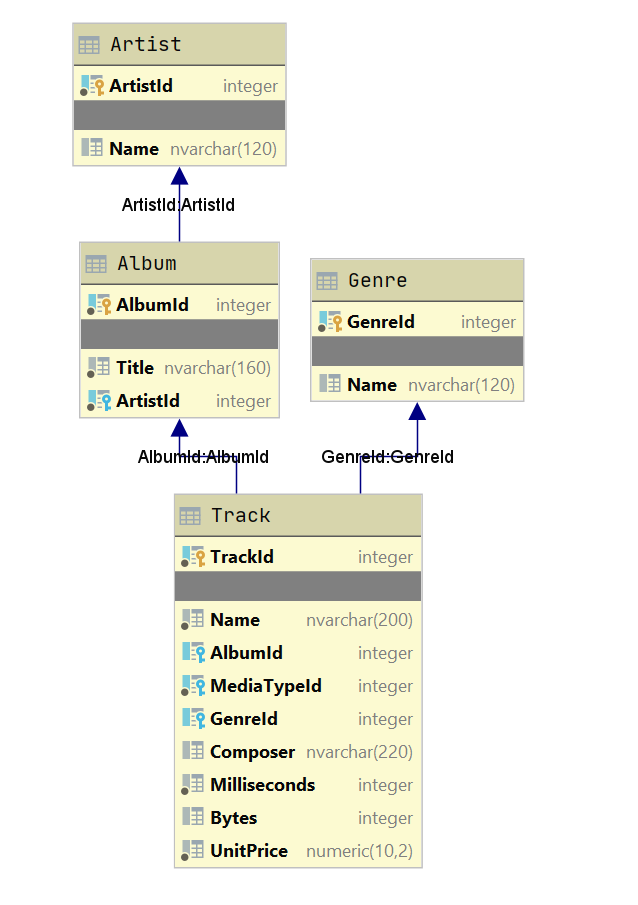 Artist
ArtistId integer
Name nvarchar(120)
ArtistId:ArtistId
Album
AlbumId integer
Title nvarchar(160)
ArtistId integer
Genre
GenreId integer
Name nvarchar(120)
AlbumId:AlbumId
GenreId:GenreId
Track
TrackId integer
Name nvarchar(200)
AlbumId integer
MediaTypeId integer
GenreId integer
Composer nvarchar(220)
Milliseconds integer
Bytes integer
UnitPrice numeric(10,2)